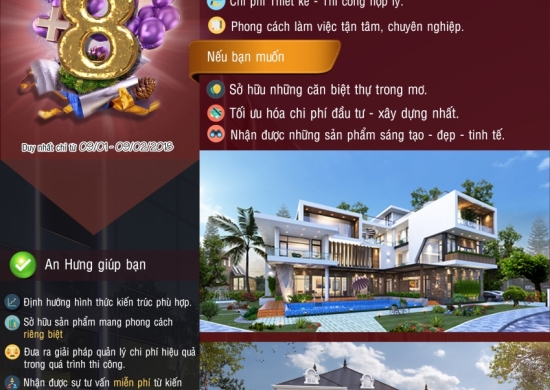 8
Chi phí Thiết kế - Thi công hợp lý.
Phong cách làm việc tận tâm, chuyên nghiệp.
Nếu bạn muốn
Sở hữu những căn biệt thự trong mơ.
Tối ưu hóa chi phí đầu tư - xây dựng nhất.
Nhận được những sản phẩm sáng tạo - đẹp - tinh tế.
Duy nhất chỉ từ 09/01 - 09/02/2018
An Hưng giúp bạn
Định hướng hình thức kiến trúc phù hợp.
Sở hữu sản phẩm mang phong cách
riêng biệt
Đưa ra giải pháp quản lý chi phí hiệu quả
trong quá trình thi công.
Nhận được sự tư vấn miễn phí từ kiến